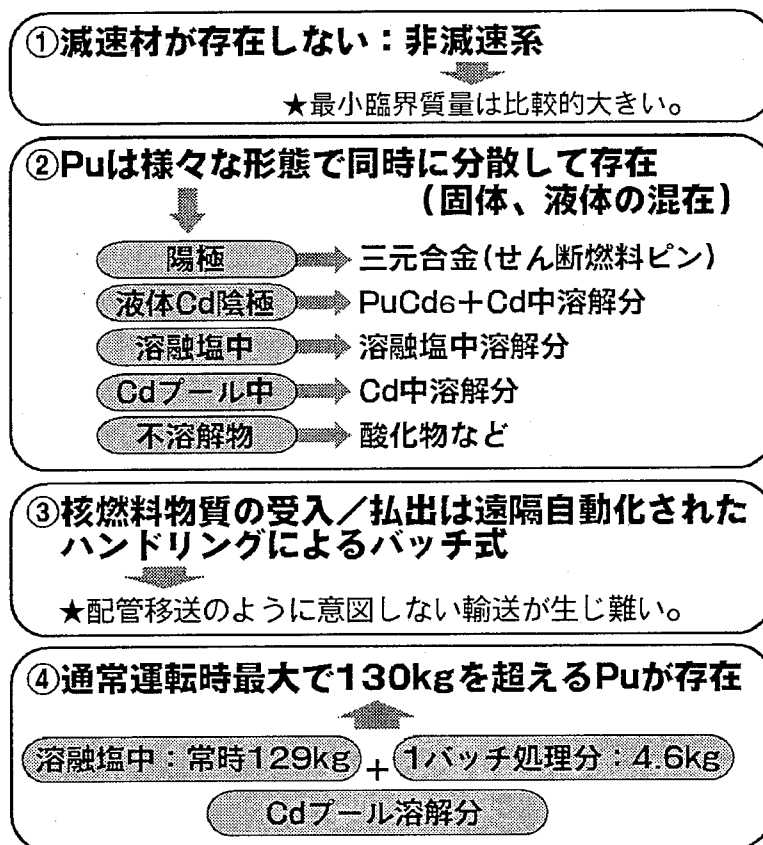 ①減速材が存在しない：非減速系
★最小臨界質量は比較的大きい。
②Puは様々な形態で同時に分散して存在
（固体、液体の混在）
陽極 三元合金(せん断燃料ピン)
液体Cd陰極 PuCd6＋Cd中溶解分
溶融塩中 溶融塩中溶解分
Cdプール中 Cd中溶解分
不溶解物 酸化物など
③核燃料物質の受入／払出は遠隔自動化された
ハンドリングによるバッチ式
★配管移送のように意図しない輸送が生じ難い。
④通常運転時最大で130kgを超えるPuが存在
溶融塩中：常時129kg + 1バッチ処理分：4.6kg
Cdプール溶解分